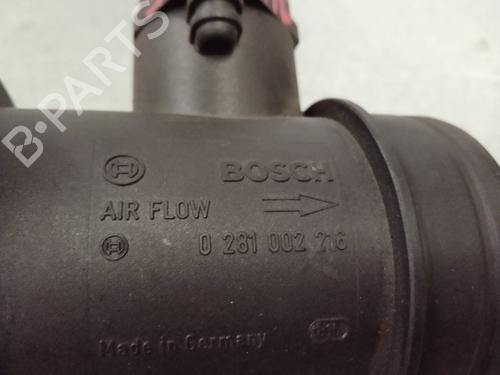 B-PARTS
BOSCH
AIR FLOW
0 281 002 216
Made in Germany